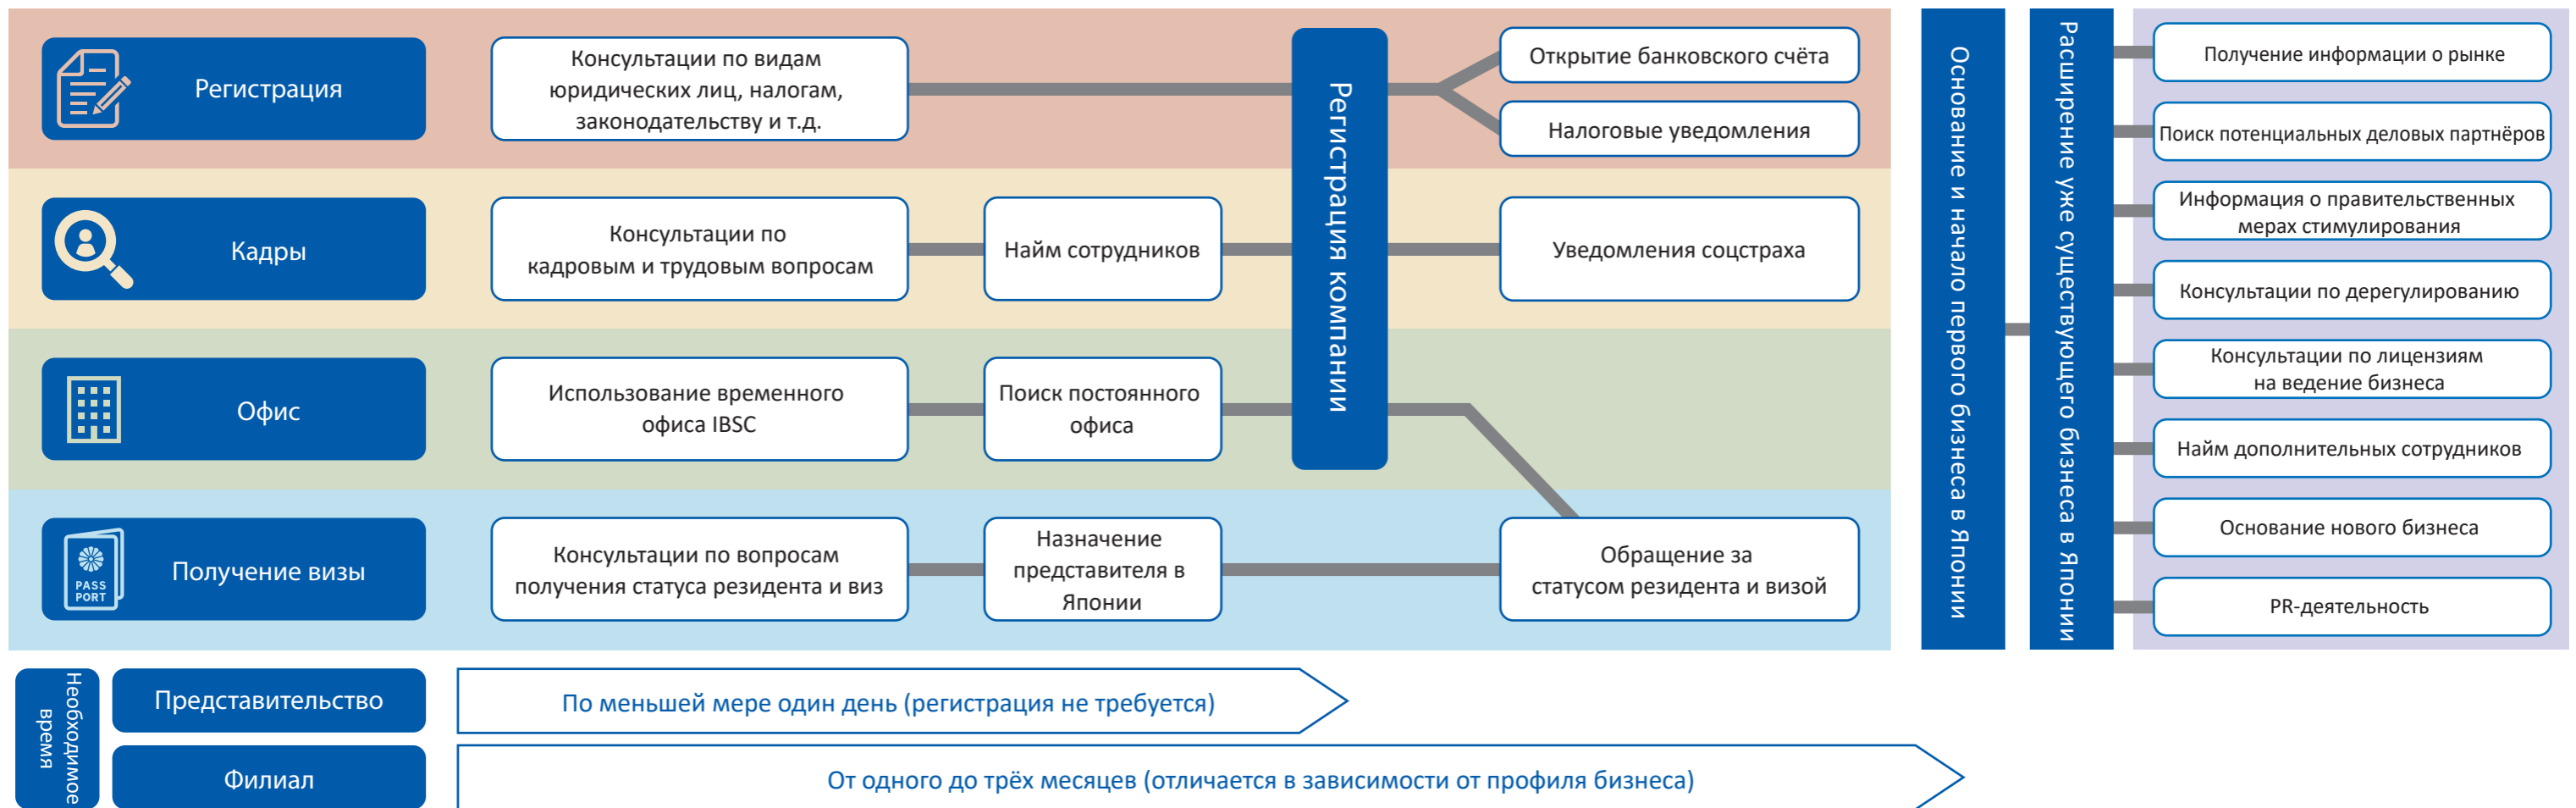 Регистрация
Консультации по видам
юридических лиц, налогам,
законодательству и т.д.
Регистрация компании
Открытие банковского счёта
Налоговые уведомления
Кадры
Консультации по
кадровым и трудовым вопросам
Найм сотрудников
Уведомления соцстраха
Офис
Использование временного
офиса IBSC
Поиск постоянного
офиса
PASS
PORT
Получение визы
Консультации по вопросам
получения статуса резидента и виз
Назначение
представителя в
Японии
Обращение за
статусом резидента и визой
Основание и начало первого бизнеса в Японии
Расширение уже существующего бизнеса в Японии
Получение информации о рынке
Поиск потенциальных деловых партнёров
Информация о правительственных
мерах стимулирования
Консультации по дерегулированию
Консультации по лицензиям
на ведение бизнеса
Найм дополнительных сотрудников
Основание нового бизнеса
PR-деятельность
Необходимое
время
Представительство
По меньшей мере один день (регистрация не требуется)
Филиал
От одного до трёх месяцев (отличается в зависимости от профиля бизнеса)